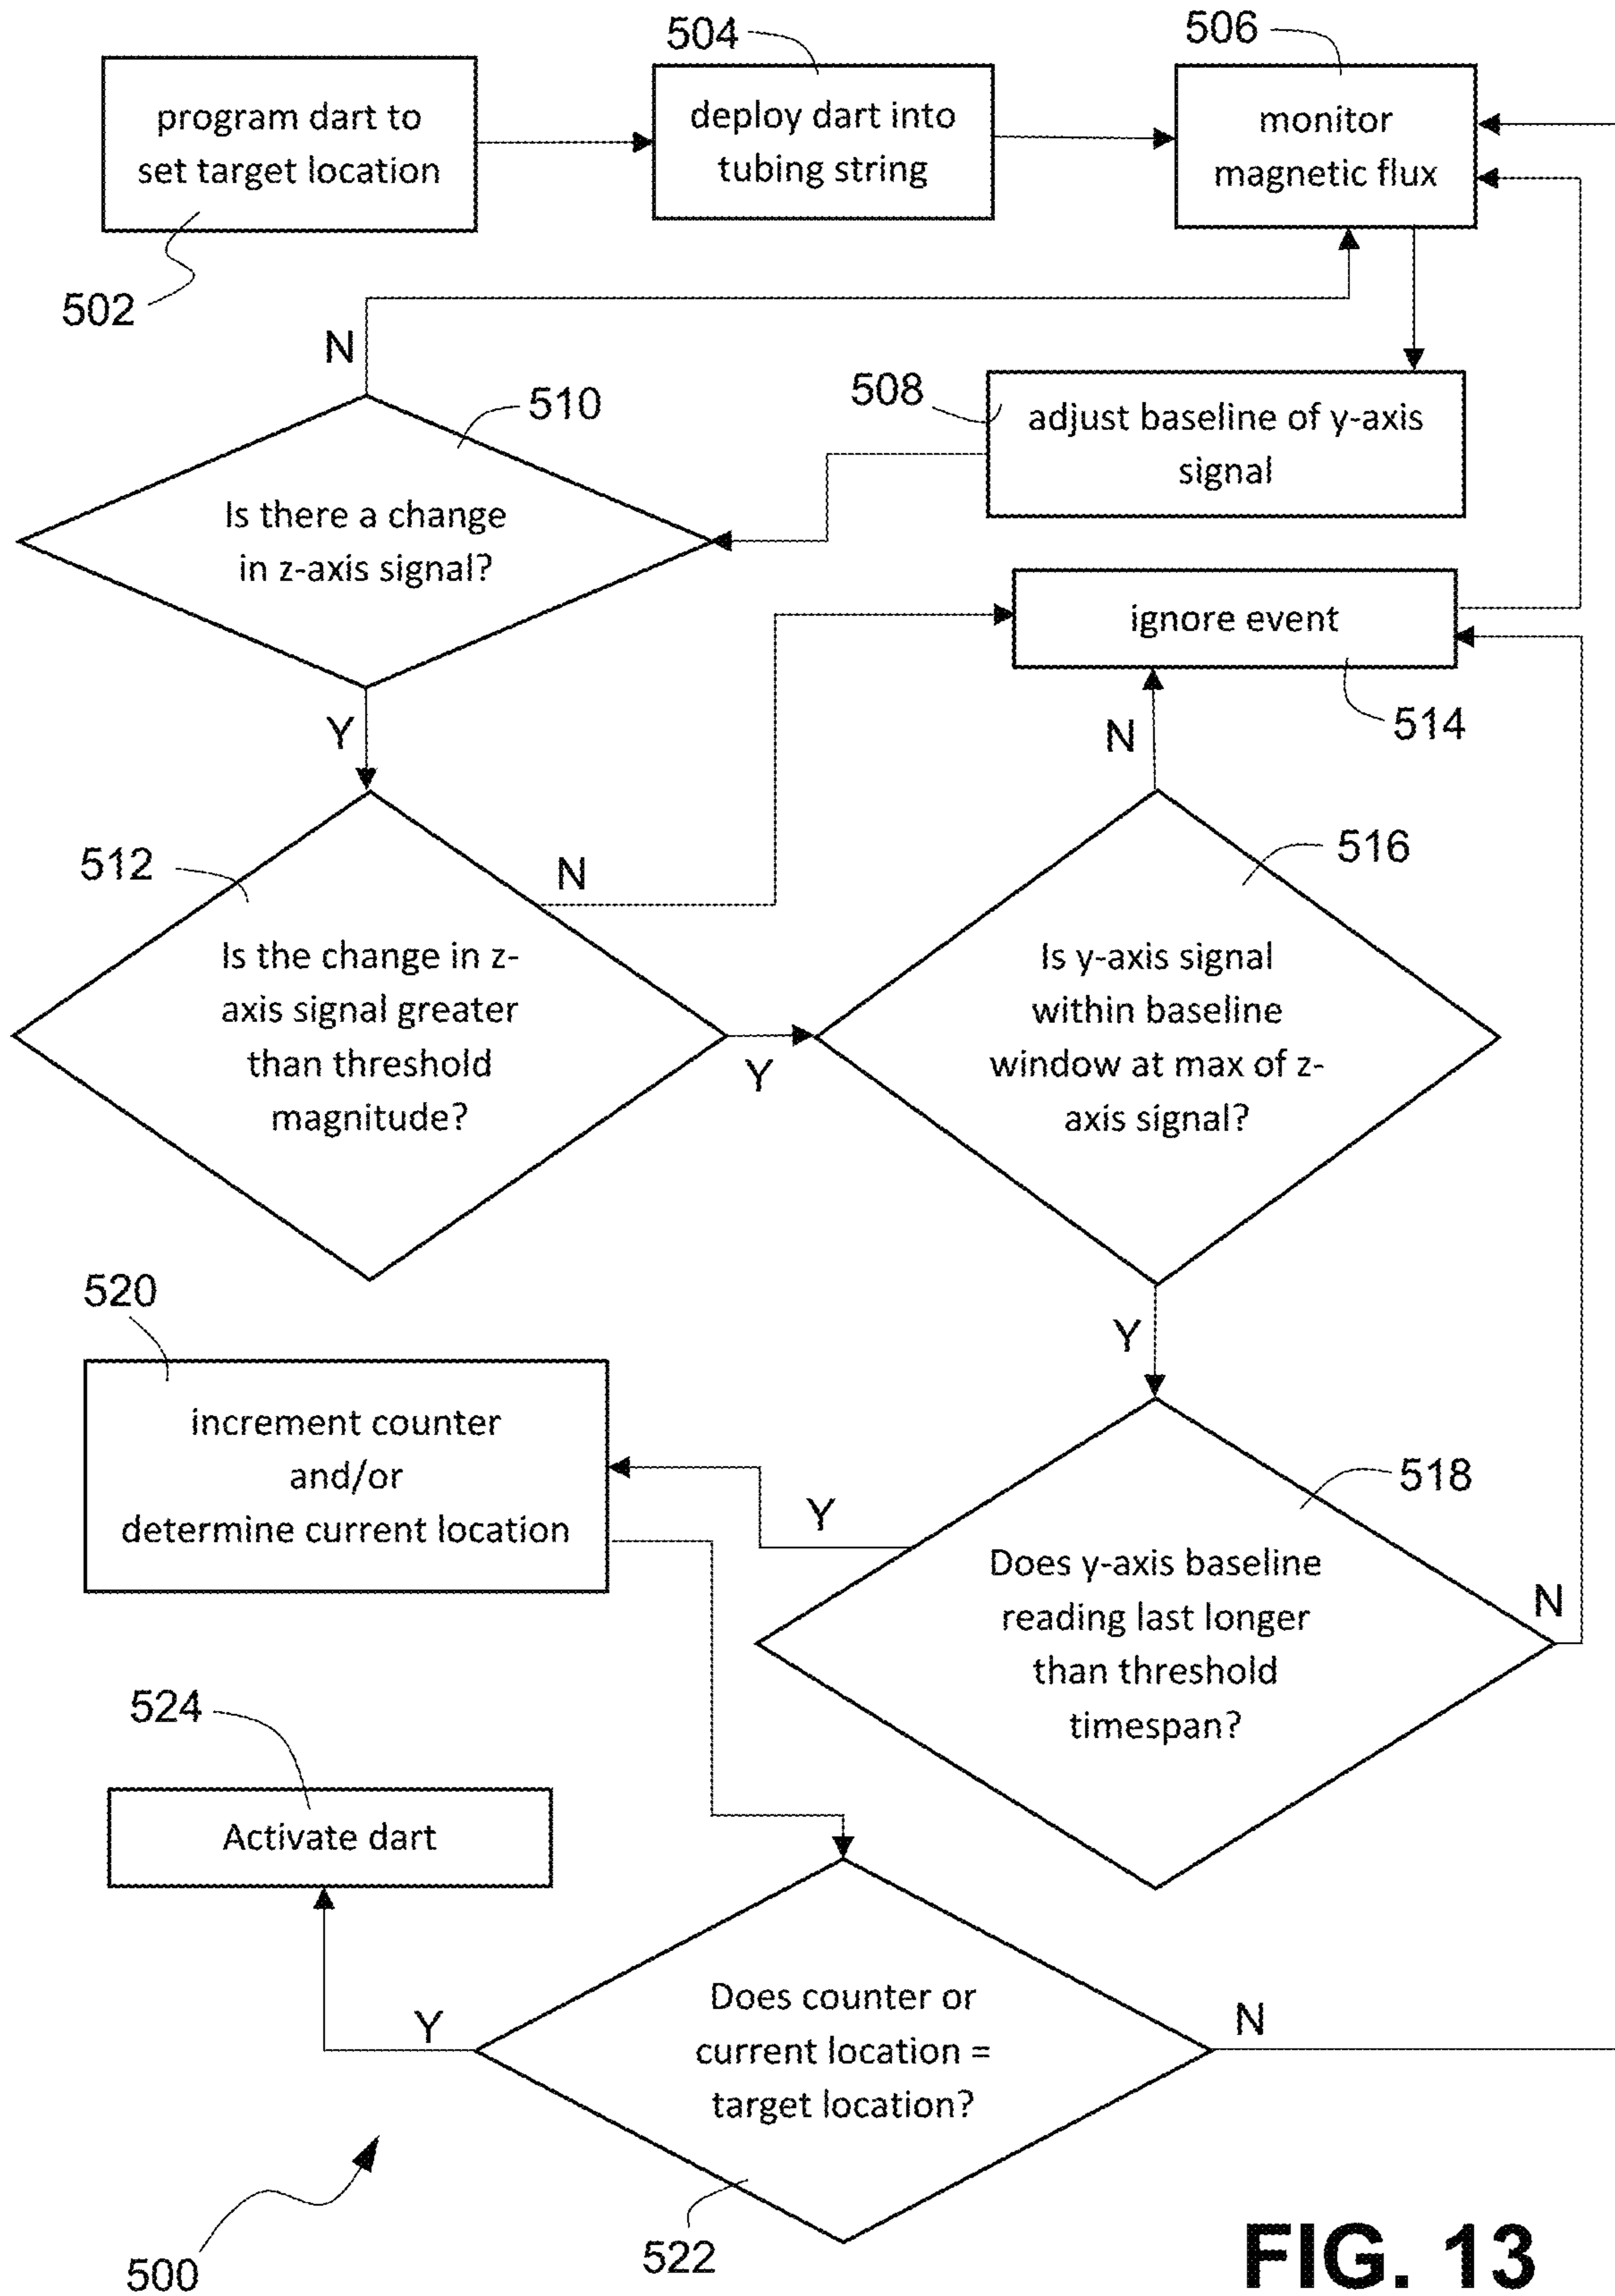 504
506
program dart to
set target location
deploy dart into
tubing string
monitor
magnetic flux
502
N
508
adjust baseline of y-axis
signal
510
Is there a change
in z-axis signal?
ignore event
514
Y
N
512
N
516
Is the change in z-
axis signal greater
than threshold
magnitude?
Y
Is y-axis signal
within baseline
window at max of z-
axis signal?
520
Y
increment counter
and/or
determine current location
Y
518
Does y-axis baseline
reading last longer
than threshold
timespan?
N
524
Activate dart
Y
Does counter or
current location =
target location?
N
522
500
FIG. 13